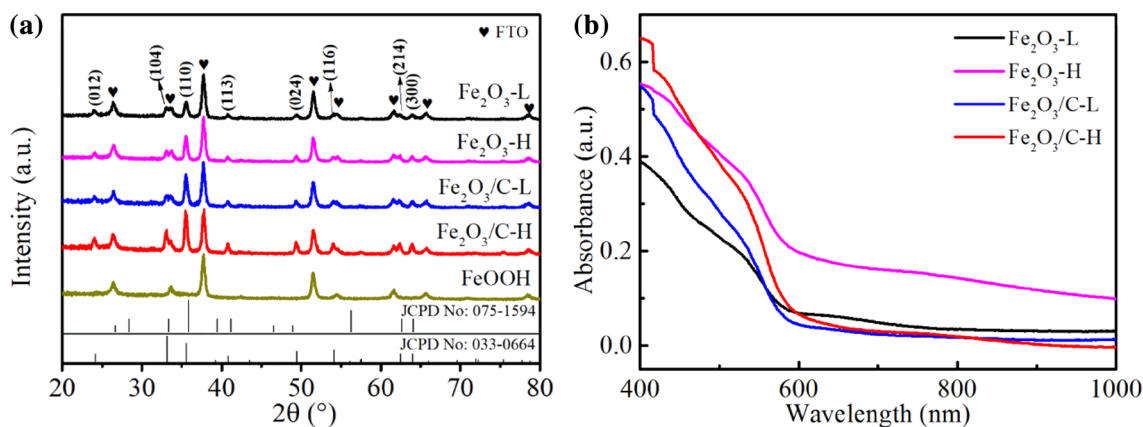 (a)
♥ FTO
(012)
(104)
(110)
(113)
(024)
(116)
(214)
(300)
Fe₂O₃-L
Fe₂O₃-H
Fe₂O₃/C-L
Fe₂O₃/C-H
FeOOH
JCPD No: 075-1594
JCPD No: 033-0664
Intensity (a.u.)
20 30 40 50 60 70 80
2θ (°)
(b)
Fe₂O₃-L
Fe₂O₃-H
Fe₂O₃/C-L
Fe₂O₃/C-H
Absorbance (a.u.)
0.6
0.4
0.2
0.0
400 600 800 1000
Wavelength (nm)